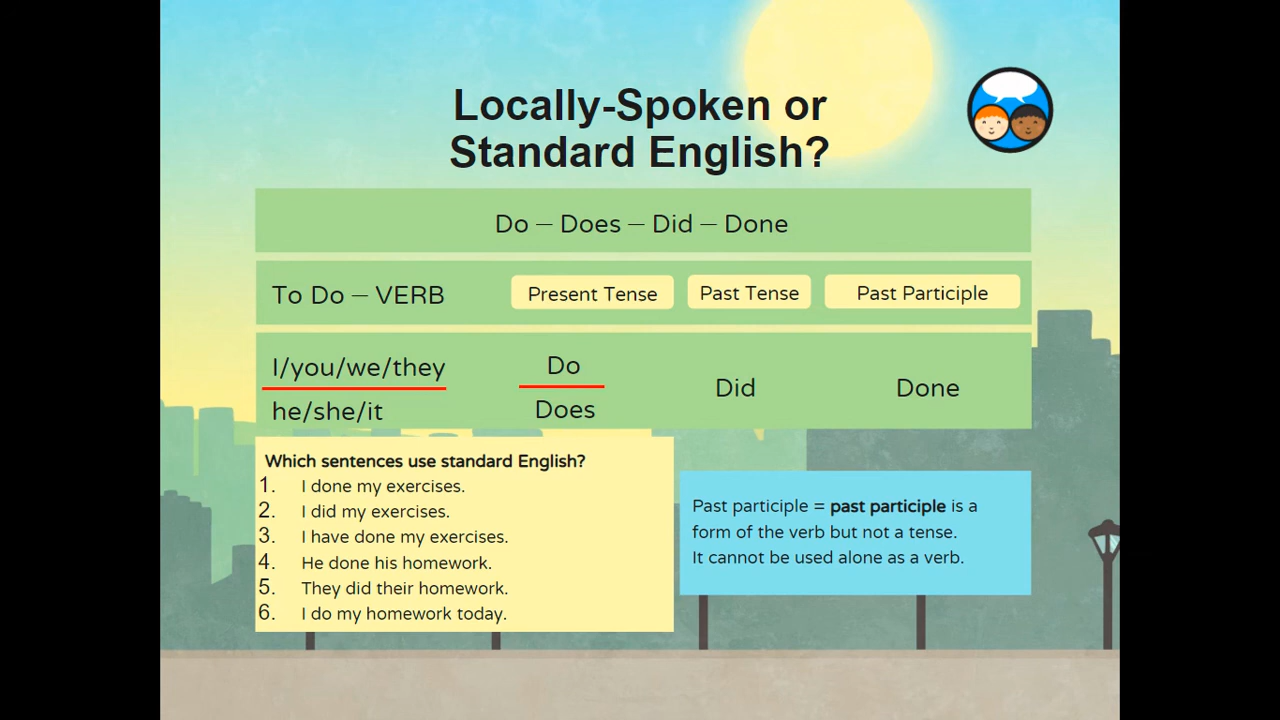 Locally-Spoken or
Standard English?
Do – Does – Did – Done
To Do – VERB Present Tense Past Tense Past Participle
I/you/we/they Do
Did Done
he/she/it Does
Which sentences use standard English?
1. I done my exercises.
2. I did my exercises.
3. I have done my exercises.
4. He done his homework.
5. They did their homework.
6. I do my homework today.
Past participle = past participle is a
form of the verb but not a tense.
It cannot be used alone as a verb.